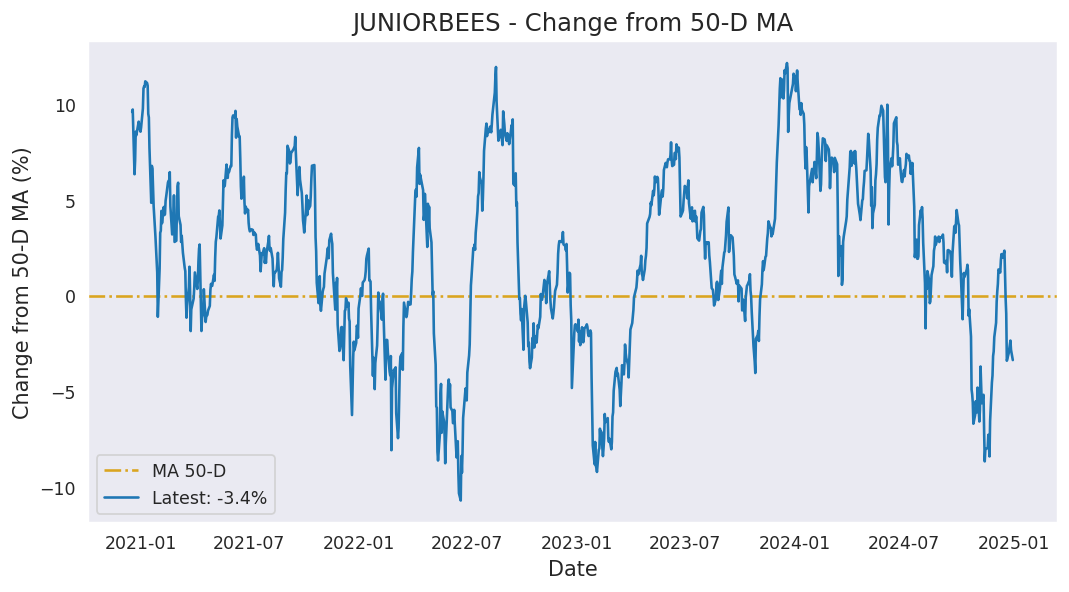 JUNIORBEES - Change from 50-D MA
Change from 50-D MA (%)
10
5
0
−5
−10
MA 50-D
Latest: -3.4%
2021-01 2021-07 2022-01 2022-07 2023-01 2023-07 2024-01 2024-07 2025-01
Date